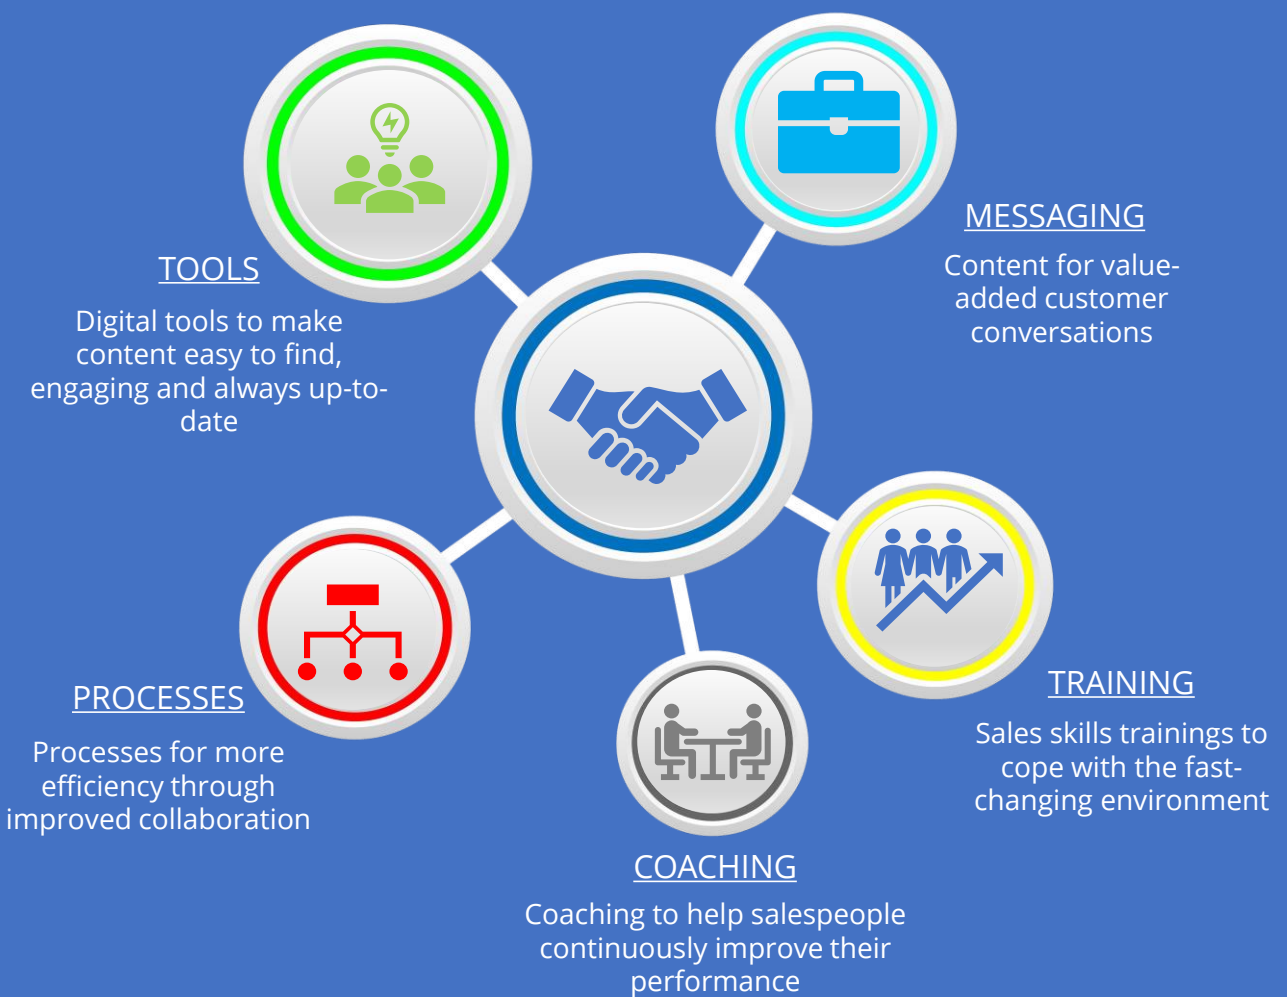 TOOLS
Digital tools to make
content easy to find,
engaging and always up-to-
date
MESSAGING
Content for value-
added customer
conversations
PROCESSES
Processes for more
efficiency through
improved collaboration
TRAINING
Sales skills trainings to
cope with the fast-
changing environment
COACHING
Coaching to help salespeople
continuously improve their
performance